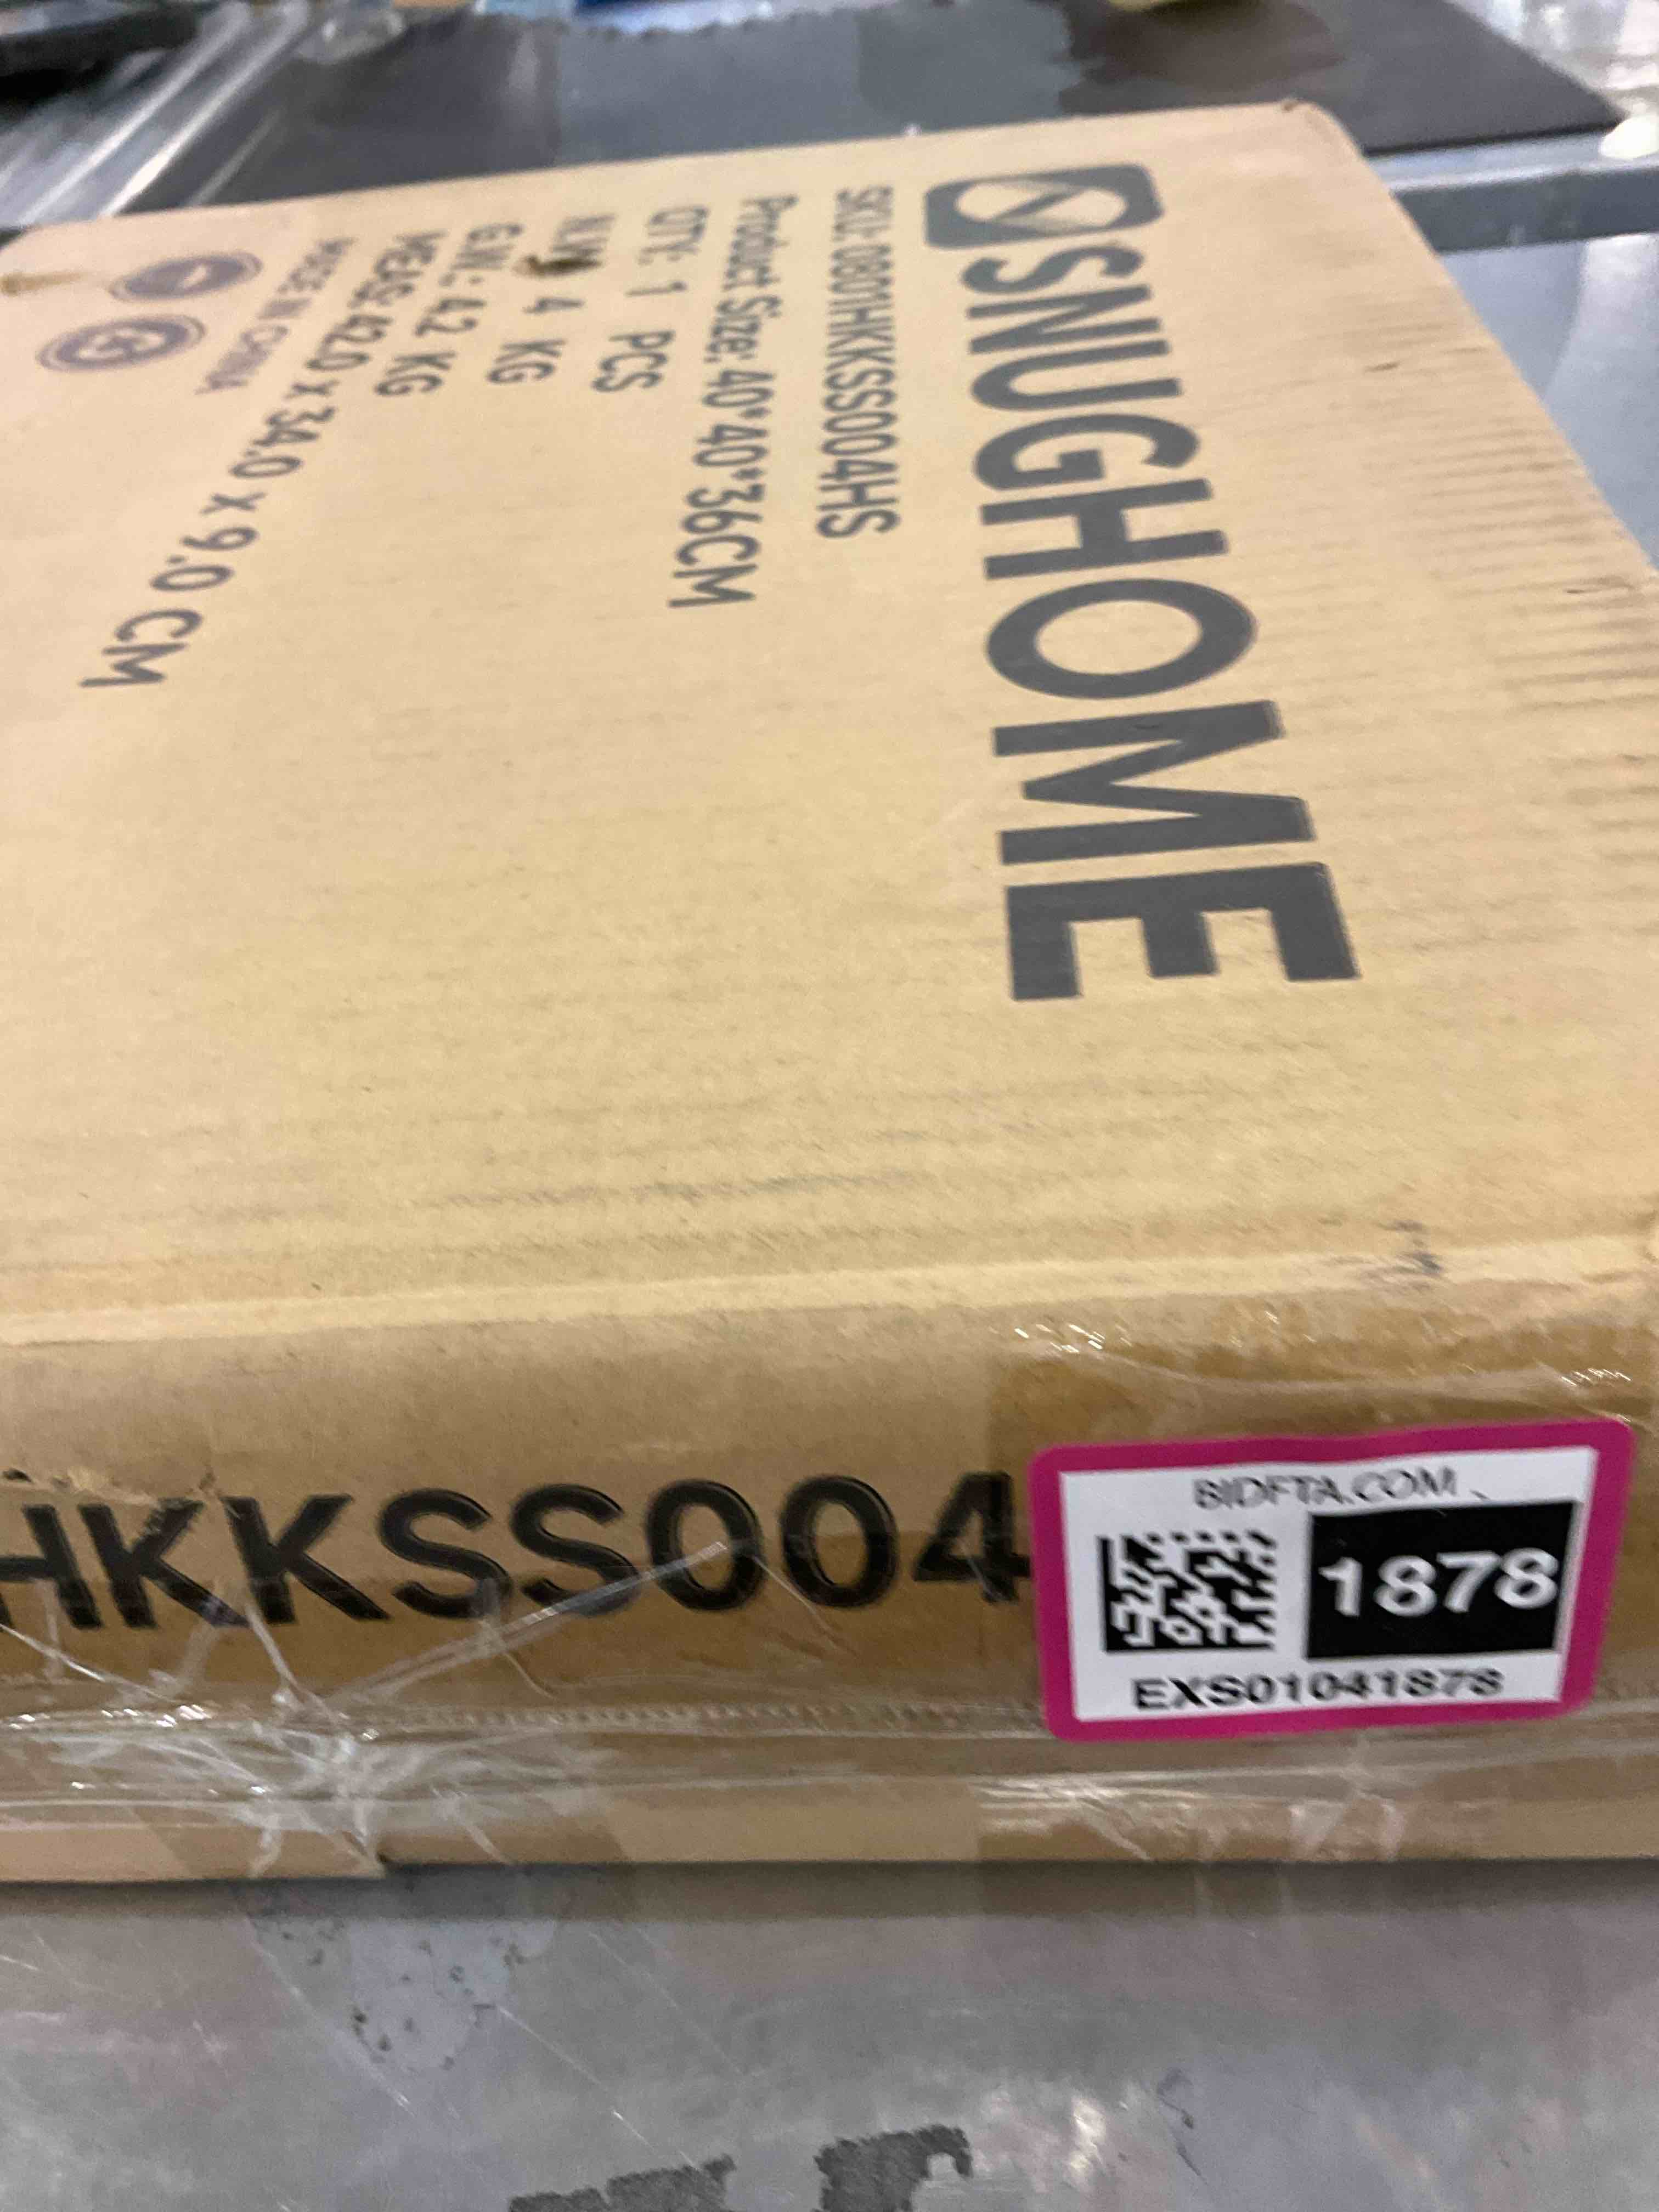 SNUGHOME
SKU: 0801HKKSS004HS
Product Size: 40*40*36CM
QTY: 1 PCS
N.W.: 4 KG
G.W.: 4.2 KG
MEAS: 42.0 x 34.0 x 9.0 CM
MADE IN CHINA
HKKSS004
BIDFTA.COM
1878
EXS01041878